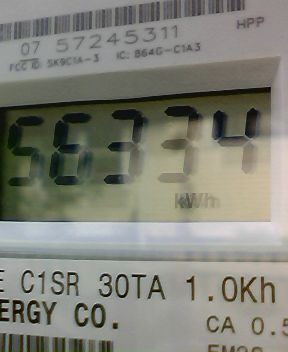 HPP
07 57245311
FCC ID: SK9C1A-3 IC: 864G-C1A3
56334
kWh
E C1SR 30TA 1.0Kh
ERGY CO.
CA 0.5